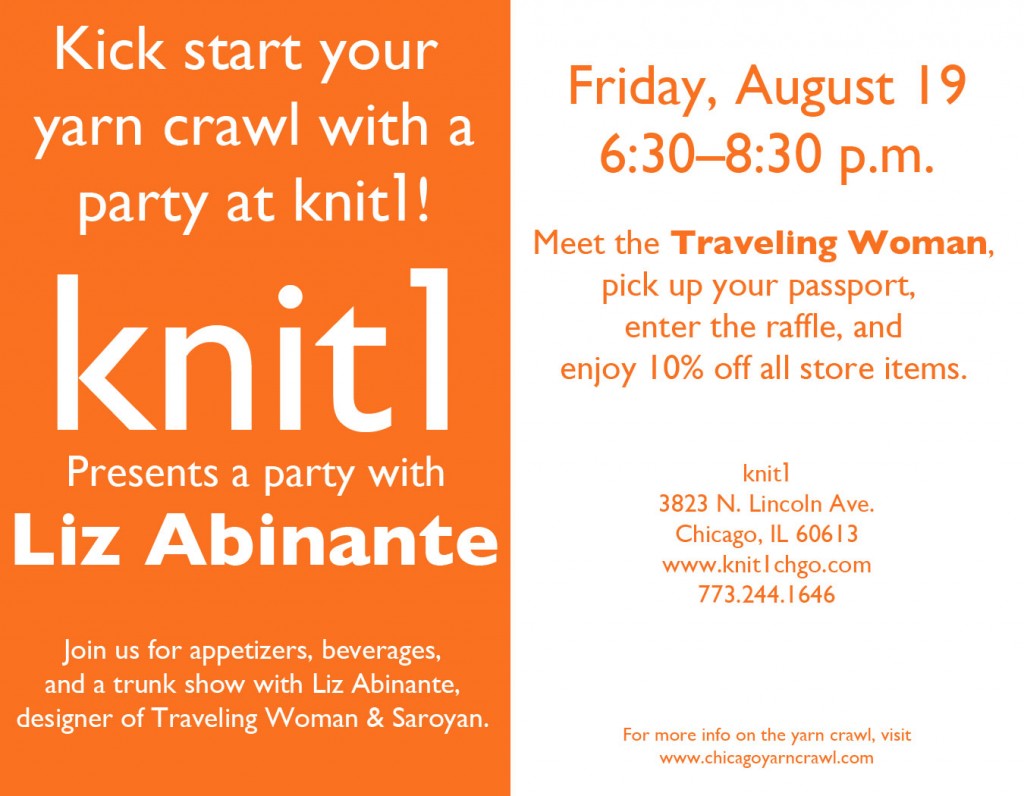 Kick start your
yarn crawl with a
party at knit1!
knit1
Presents a party with
Liz Abinante
Join us for appetizers, beverages,
and a trunk show with Liz Abinante,
designer of Traveling Woman & Saroyan.
Friday, August 19
6:30–8:30 p.m.
Meet the Traveling Woman,
pick up your passport,
enter the raffle, and
enjoy 10% off all store items.
knit1
3823 N. Lincoln Ave.
Chicago, IL 60613
www.knit1chgo.com
773.244.1646
For more info on the yarn crawl, visit
www.chicagoyarncrawl.com